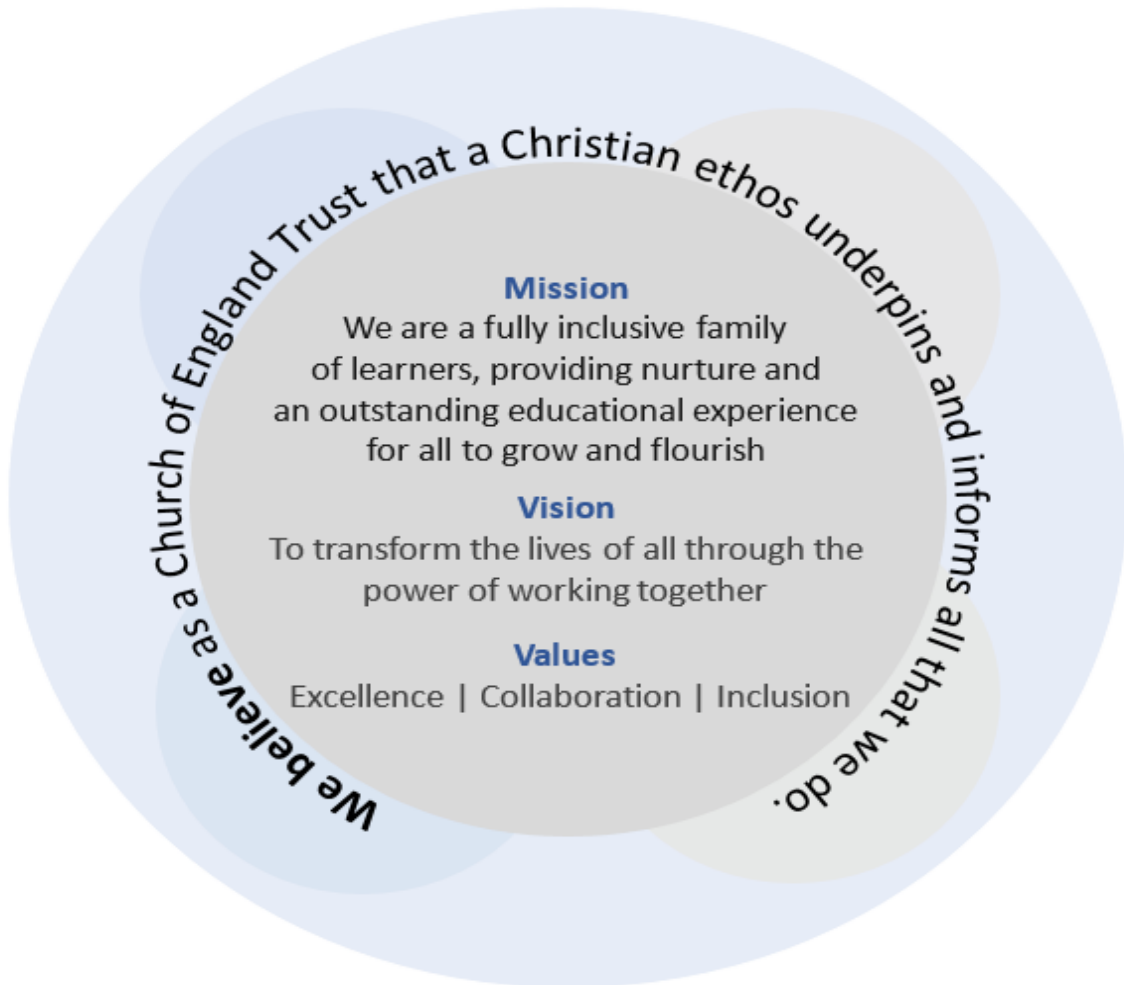 We believe as a Church of England Trust that a Christian ethos underpins and informs all that we do.
Mission
We are a fully inclusive family
of learners, providing nurture and
an outstanding educational experience
for all to grow and flourish
Vision
To transform the lives of all through the
power of working together
Values
Excellence | Collaboration | Inclusion